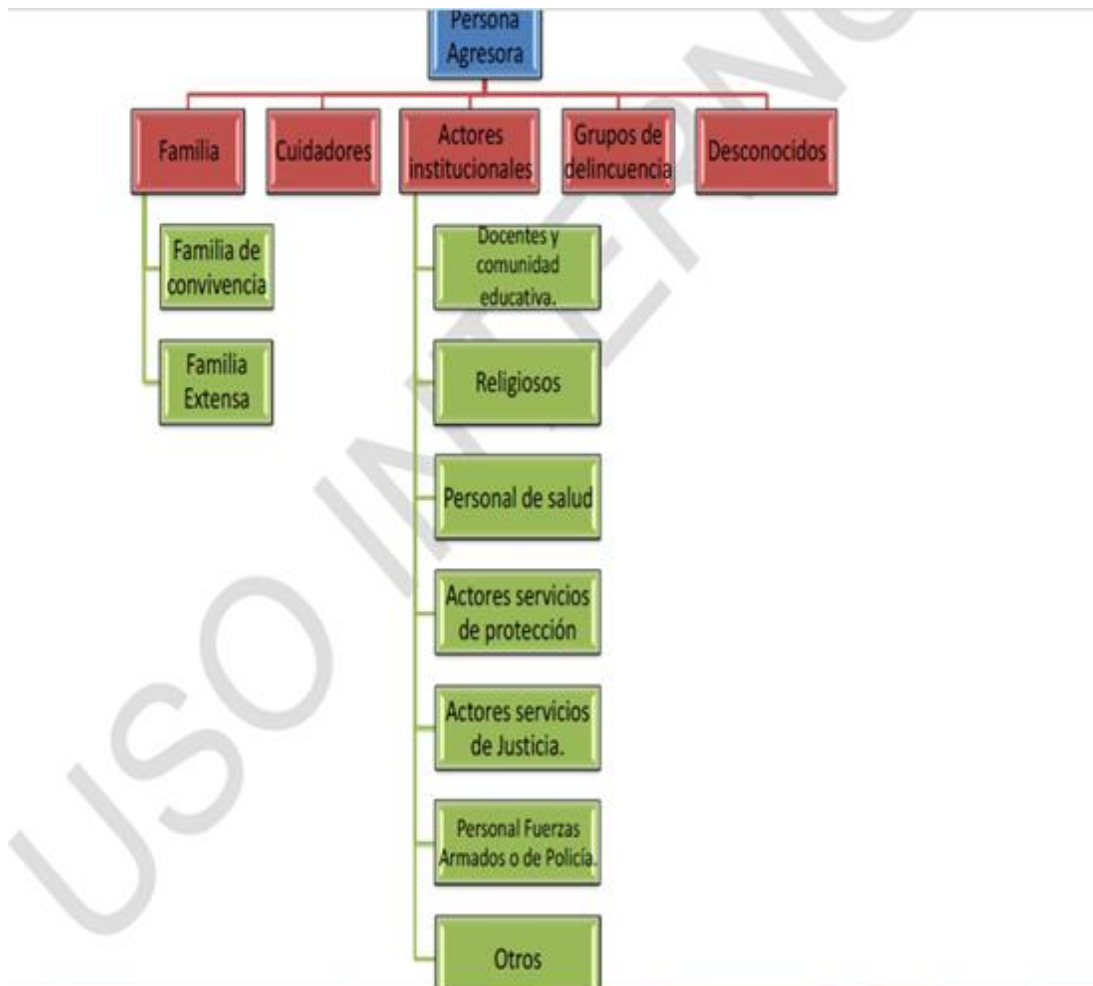 Persona
Agresora
Familia
Cuidadores
Actores
institucionales
Grupos de
delincuencia
Desconocidos
Familia de
convivencia
Familia
Extensa
Docentes y
comunidad
educativa.
Religiosos
Personal de salud
Actores servicios
de protección
Actores servicios
de Justicia.
Personal Fuerzas
Armados o de Policía.
Otros
USO INTERNO